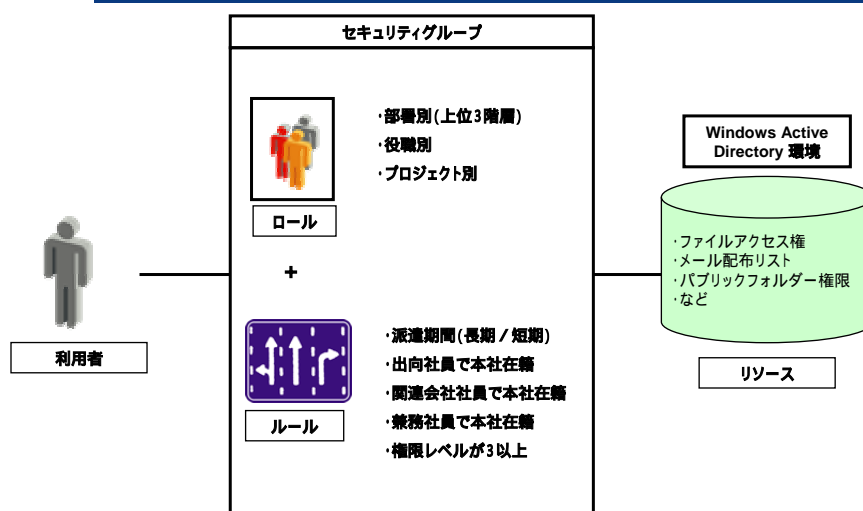 セキュリティグループ
・部署別(上位3階層)
・役職別
・プロジェクト別
ロール
+
・派遣期間(長期/短期)
・出向社員で本社在籍
・関連会社社員で本社在籍
・兼務社員で本社在籍
・権限レベルが3以上
ルール
利用者
Windows Active
Directory 環境
・ファイルアクセス権
・メール配布リスト
・パブリックフォルダー権限
・など
リソース